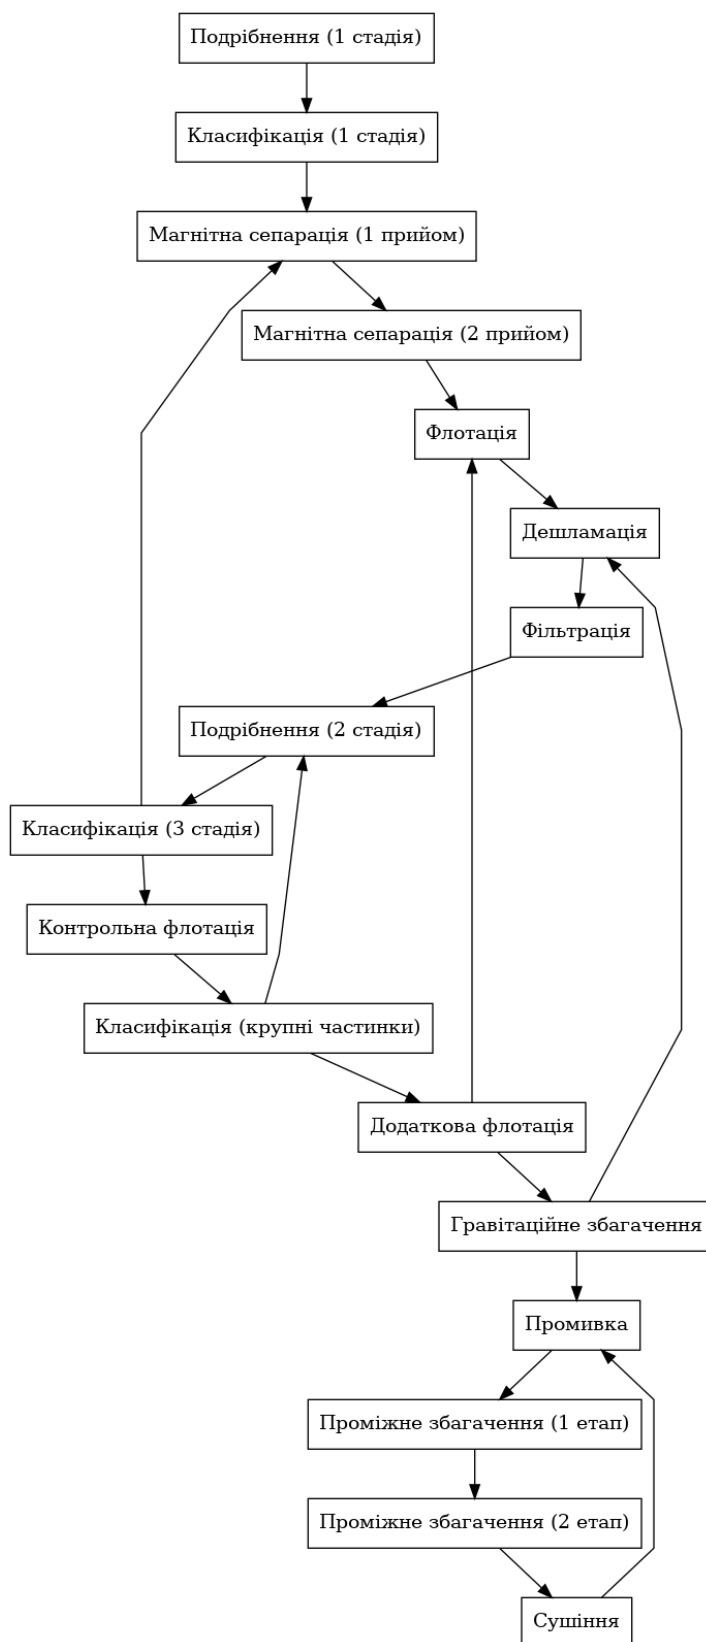 Подрібнення (1 стадія)
Класифікація (1 стадія)
Магнітна сепарація (1 прийом)
Магнітна сепарація (2 прийом)
Флотація
Дешламація
Фільтрація
Подрібнення (2 стадія)
Класифікація (3 стадія)
Контрольна флотація
Класифікація (крупні частинки)
Додаткова флотація
Гравітаційне збагачення
Промивка
Проміжне збагачення (1 етап)
Проміжне збагачення (2 етап)
Сушіння